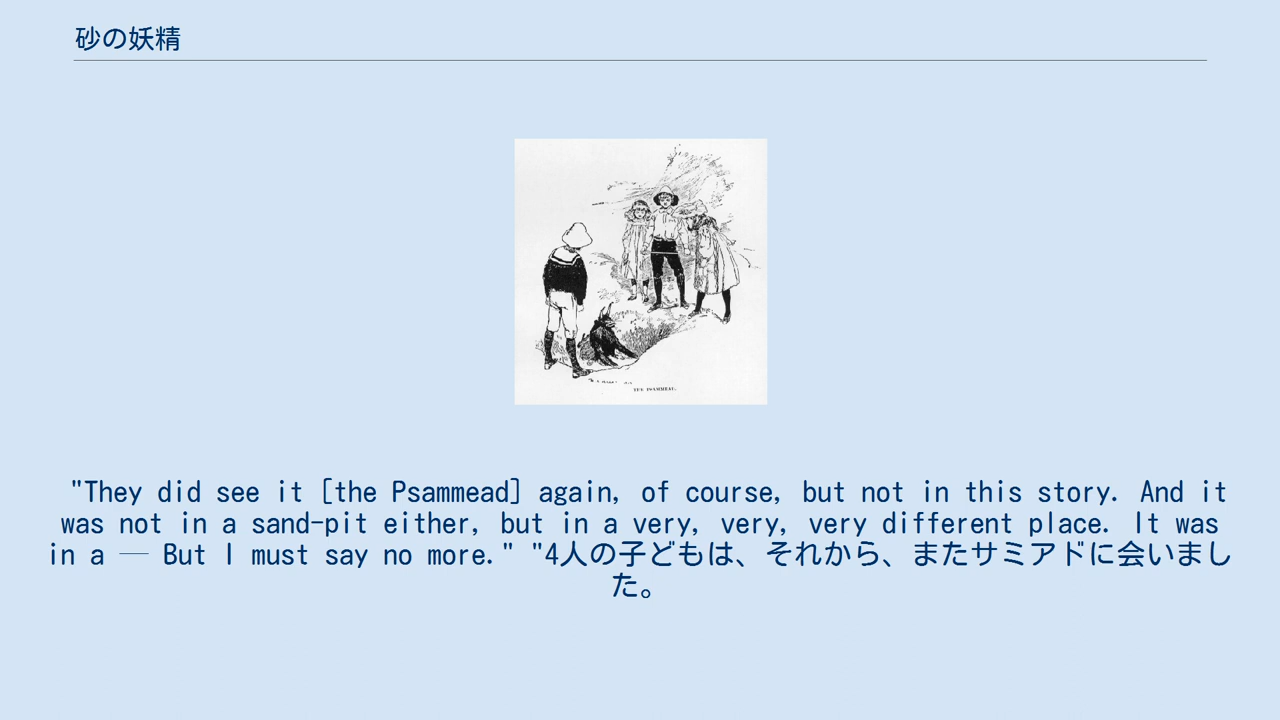 砂の妖精
THE PSAMMEAD.
"They did see it [the Psammead] again, of course, but not in this story. And it
was not in a sand-pit either, but in a very, very, very different place. It was
in a ── But I must say no more." "4人の子どもは、それから、またサミアドに会いまし
た。